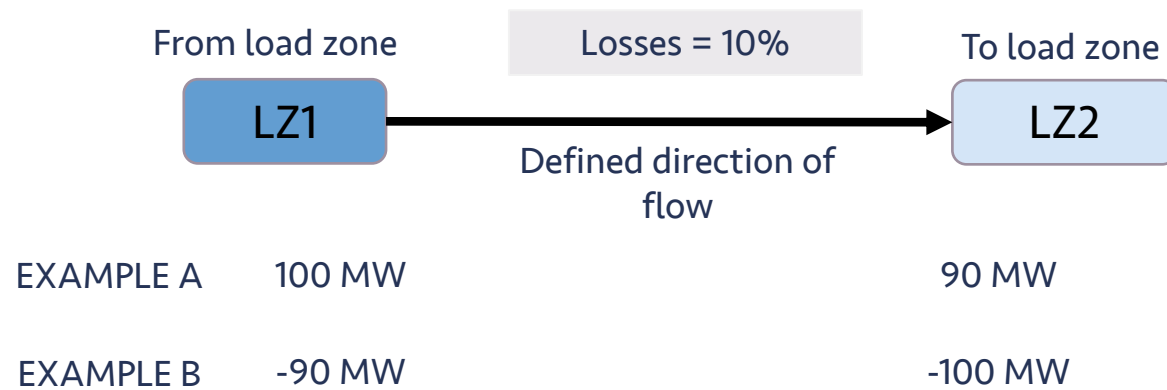 From load zone
Losses = 10%
To load zone
LZ1
LZ2
Defined direction of
flow
EXAMPLE A 100 MW 90 MW
EXAMPLE B -90 MW -100 MW